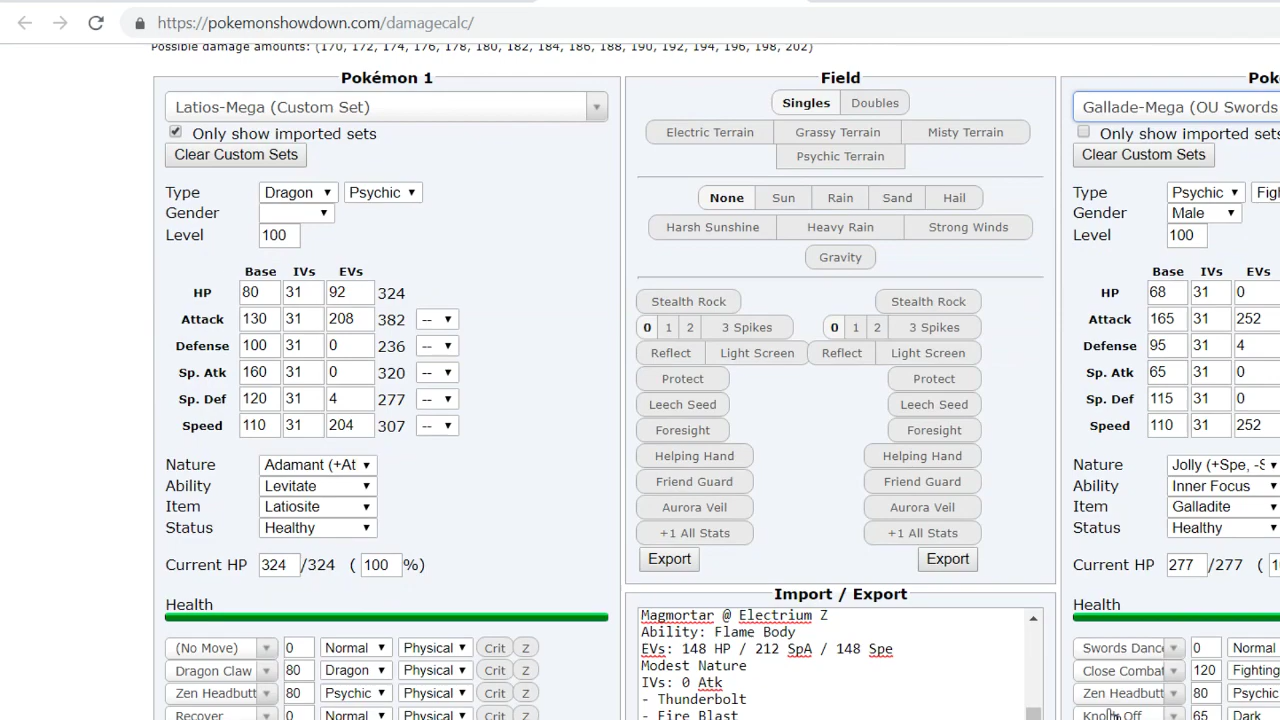 https://pokemonshowdown.com/damagecalc/
Possible damage amounts: (170, 172, 174, 176, 178, 180, 182, 184, 186, 188, 190, 192, 194, 196, 198, 202)
Pokémon 1
Latios-Mega (Custom Set)
Only show imported sets
Clear Custom Sets
Type Dragon Psychic
Gender
Level 100
Base IVs EVs
HP 80 31 92 324
Attack 130 31 208 382 --
Defense 100 31 0 236 --
Sp. Atk 160 31 0 320 --
Sp. Def 120 31 4 277 --
Speed 110 31 204 307 --
Nature Adamant (+At
Ability Levitate
Item Latiosite
Status Healthy
Current HP 324 /324 ( 100 %)
Health
(No Move) 0 Normal Physical Crit Z
Dragon Claw 80 Dragon Physical Crit Z
Zen Headbutt 80 Psychic Physical Crit Z
Recover 0 Normal Physical Crit Z
Field
Singles Doubles
Electric Terrain Grassy Terrain Misty Terrain
Psychic Terrain
None Sun Rain Sand Hail
Harsh Sunshine Heavy Rain Strong Winds
Gravity
Stealth Rock Stealth Rock
0 1 2 3 Spikes 0 1 2 3 Spikes
Reflect Light Screen Reflect Light Screen
Protect Protect
Leech Seed Leech Seed
Foresight Foresight
Helping Hand Helping Hand
Friend Guard Friend Guard
Aurora Veil Aurora Veil
+1 All Stats +1 All Stats
Export Export
Import / Export
Magmortar @ Electrium Z
Ability: Flame Body
EVs: 148 HP / 212 SpA / 148 Spe
Modest Nature
IVs: 0 Atk
- Thunderbolt
- Fire Blast
Pok
Gallade-Mega (OU Swords
Only show imported sets
Clear Custom Sets
Type Psychic Figh
Gender Male
Level 100
Base IVs EVs
HP 68 31 0
Attack 165 31 252
Defense 95 31 4
Sp. Atk 65 31 0
Sp. Def 115 31 0
Speed 110 31 252
Nature Jolly (+Spe, -S
Ability Inner Focus
Item Galladite
Status Healthy
Current HP 277 /277 ( 1
Health
Swords Danc 0 Normal
Close Combat 120 Fighting
Zen Headbutt 80 Psychic
Knock Off 65 Dark